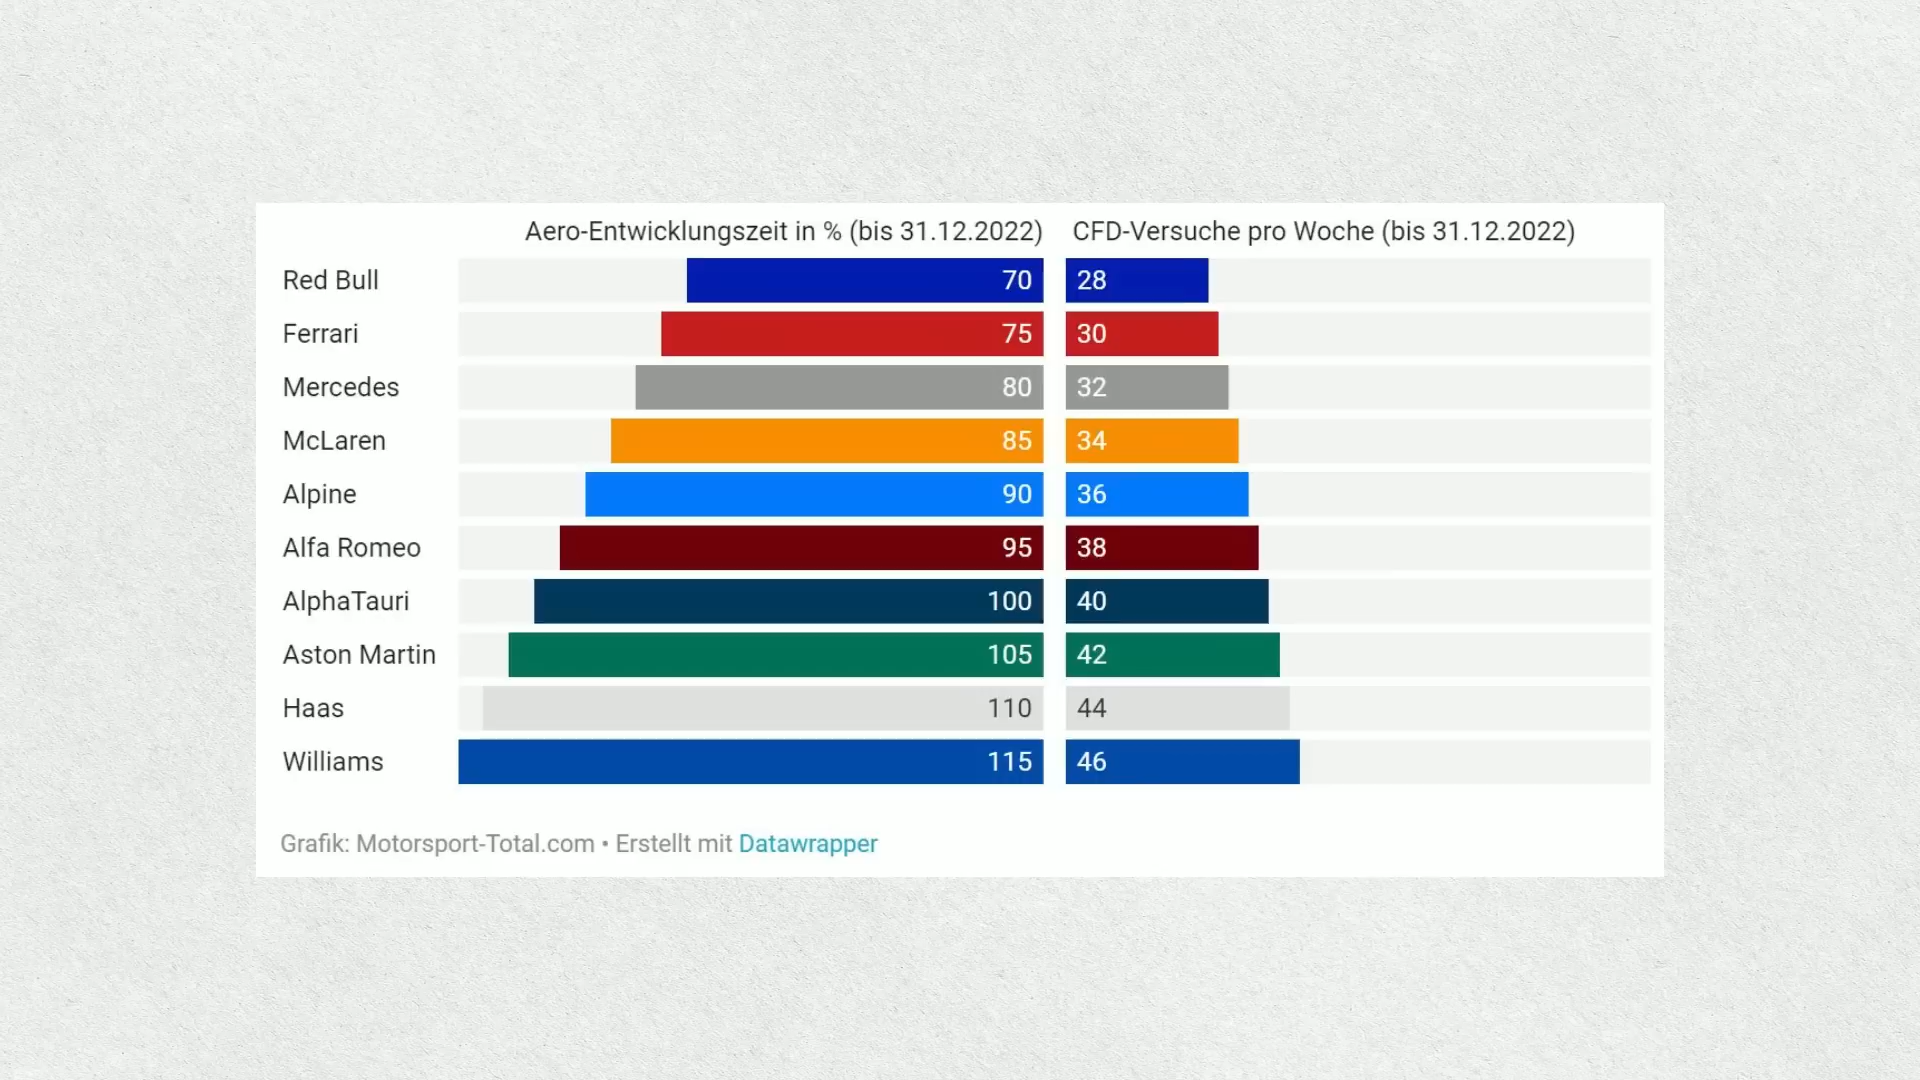 Aero-Entwicklungszeit in % (bis 31.12.2022) CFD-Versuche pro Woche (bis 31.12.2022)
Red Bull 70 28
Ferrari 75 30
Mercedes 80 32
McLaren 85 34
Alpine 90 36
Alfa Romeo 95 38
AlphaTauri 100 40
Aston Martin 105 42
Haas 110 44
Williams 115 46
Grafik: Motorsport-Total.com • Erstellt mit Datawrapper